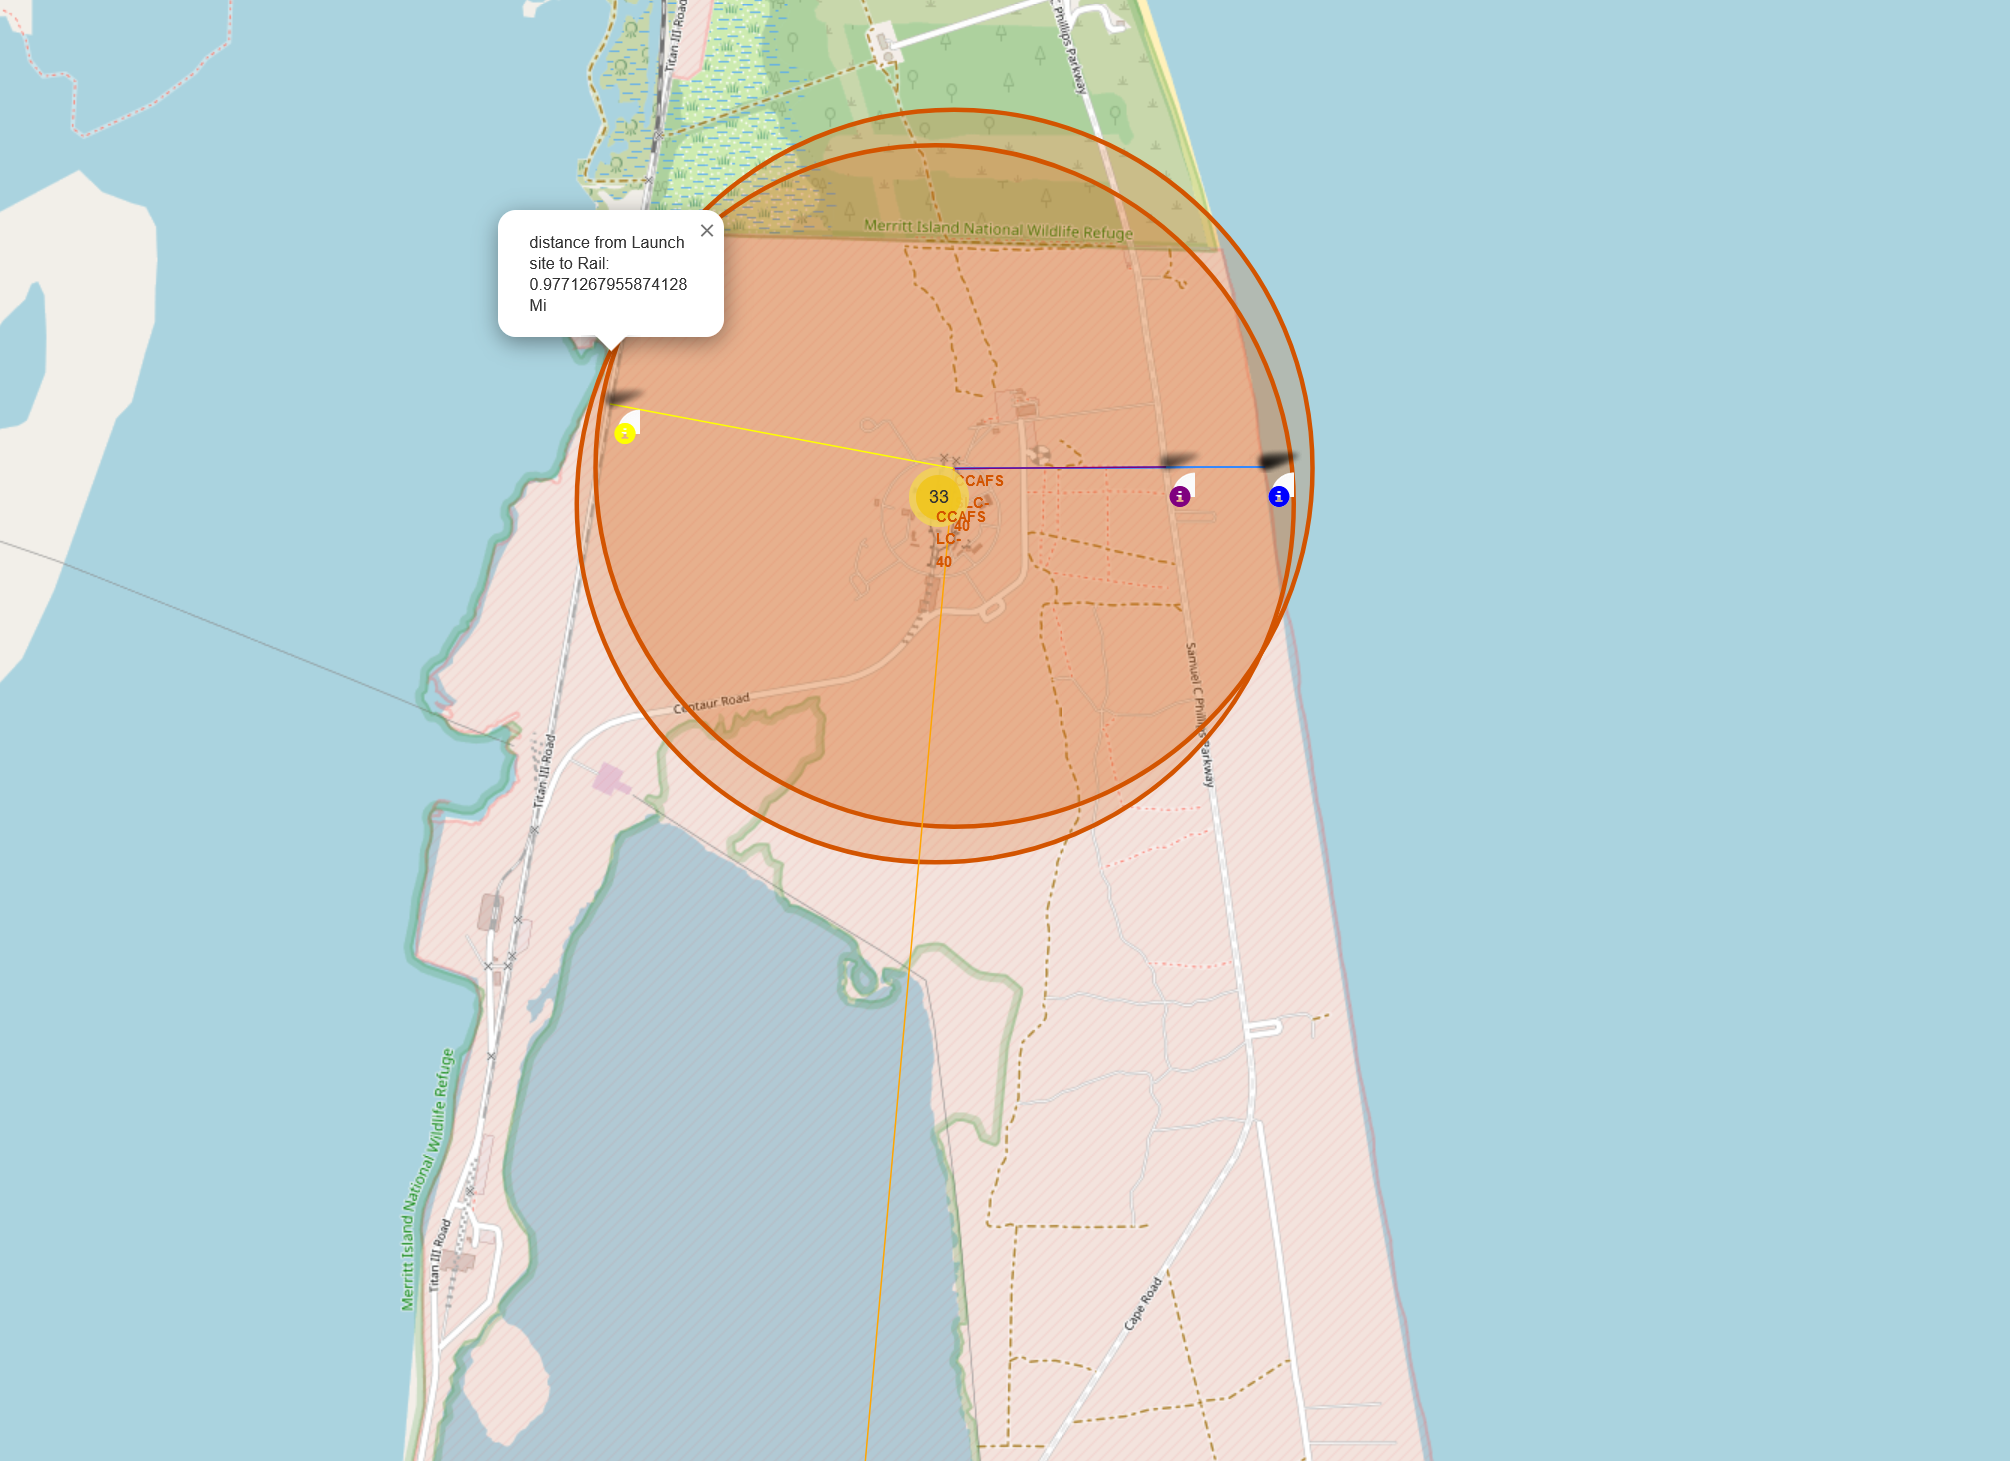 Titan III Road
C Phillips Parkway
Merritt Island National Wildlife Refuge
distance from Launch
site to Rail:
0.9771267955874128
Mi
×
33
CCAFS
LC-
40
CCAFS
LC-
40
Samuel C Phillips Parkway
Centaur Road
Titan III Road
Merritt Island National Wildlife Refuge
Titan III Road
Cape Road